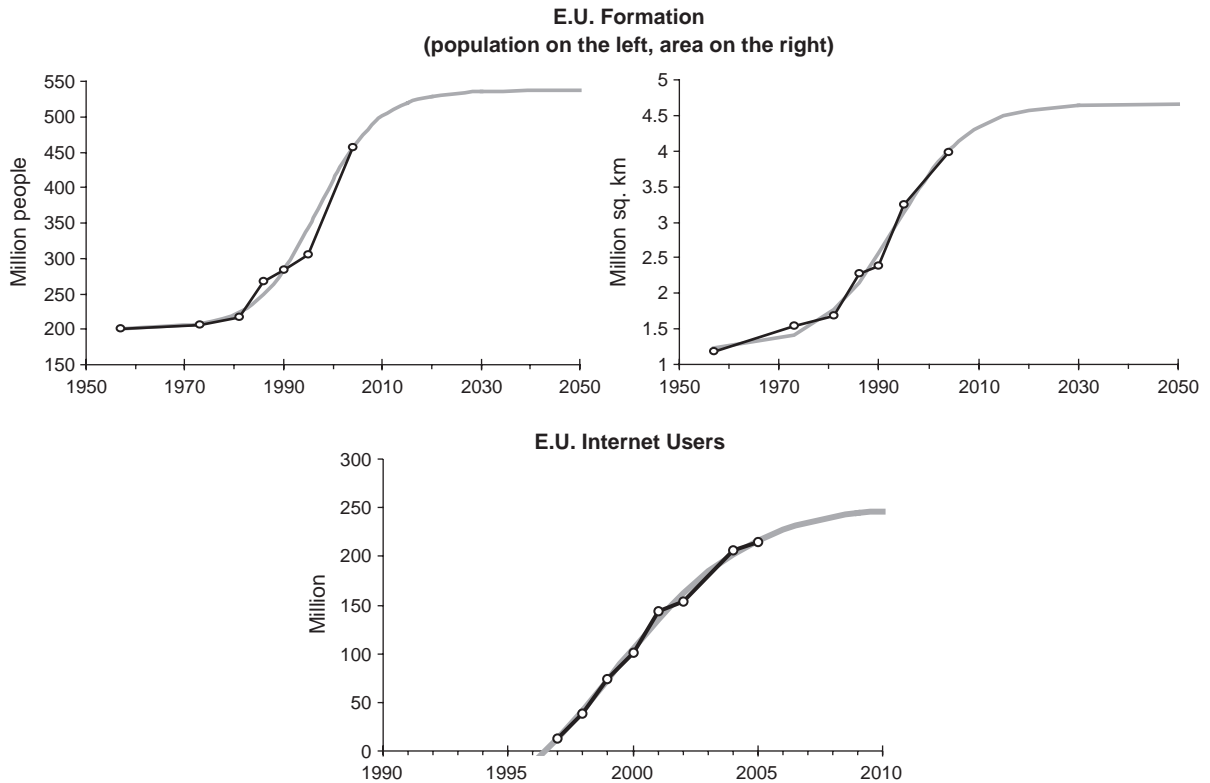 E.U. Formation
(population on the left, area on the right)
550
500
450
400
350
300
250
200
150
Million people
1950 1970 1990 2010 2030 2050
5
4.5
4
3.5
3
2.5
2
1.5
1
Million sq. km
1950 1970 1990 2010 2030 2050
E.U. Internet Users
300
250
200
150
100
50
0
Million
1990 1995 2000 2005 2010